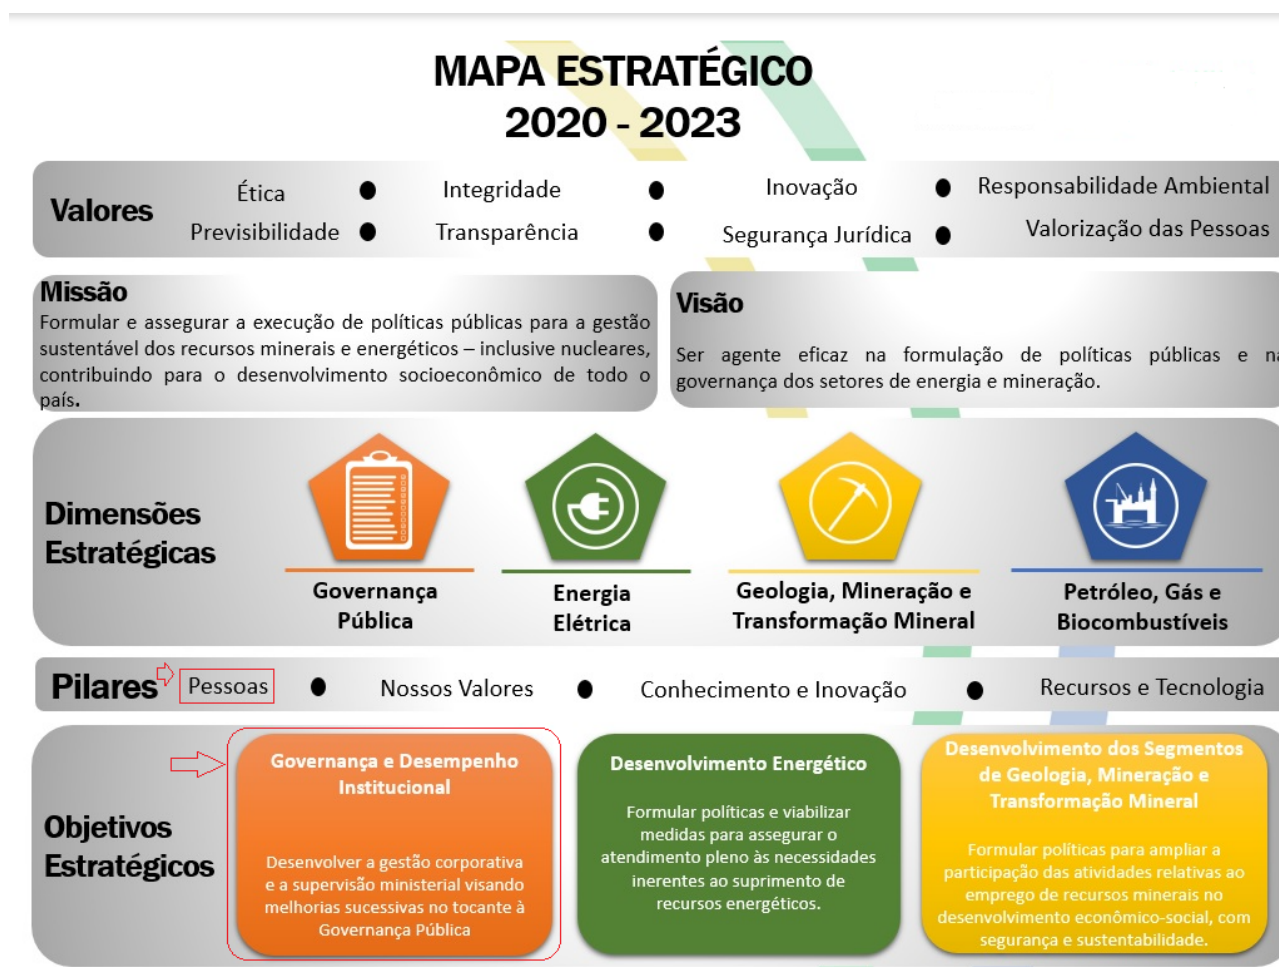 MAPA ESTRATÉGICO
2020 - 2023
Valores
Ética ● Integridade ● Inovação ● Responsabilidade Ambiental
Previsibilidade ● Transparência ● Segurança Jurídica ● Valorização das Pessoas
Missão
Formular e assegurar a execução de políticas públicas para a gestão
sustentável dos recursos minerais e energéticos – inclusive nucleares,
contribuindo para o desenvolvimento socioeconômico de todo o
país.
Visão
Ser agente eficaz na formulação de políticas públicas e na
governança dos setores de energia e mineração.
Dimensões
Estratégicas
Governança
Pública
Energia
Elétrica
Geologia, Mineração e
Transformação Mineral
Petróleo, Gás e
Biocombustíveis
Pilares Pessoas ● Nossos Valores ● Conhecimento e Inovação ● Recursos e Tecnologia
Objetivos
Estratégicos
Governança e Desempenho
Institucional
Desenvolver a gestão corporativa
e a supervisão ministerial visando
melhorias sucessivas no tocante à
Governança Pública
Desenvolvimento Energético
Formular políticas e viabilizar
medidas para assegurar o
atendimento pleno às necessidades
inerentes ao suprimento de
recursos energéticos.
Desenvolvimento dos Segmentos
de Geologia, Mineração e
Transformação Mineral
Formular políticas para ampliar a
participação das atividades relativas ao
emprego de recursos minerais no
desenvolvimento econômico-social, com
segurança e sustentabilidade.